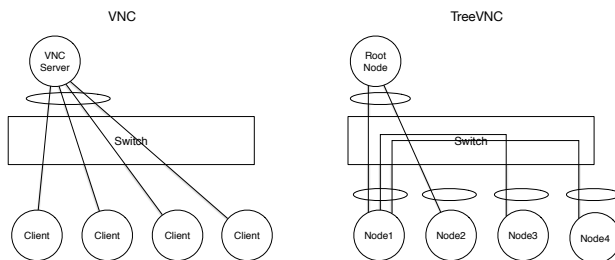 VNC
TreeVNC
VNC
Server
Root
Node
Switch
Switch
Client
Client
Client
Client
Node1
Node2
Node3
Node4